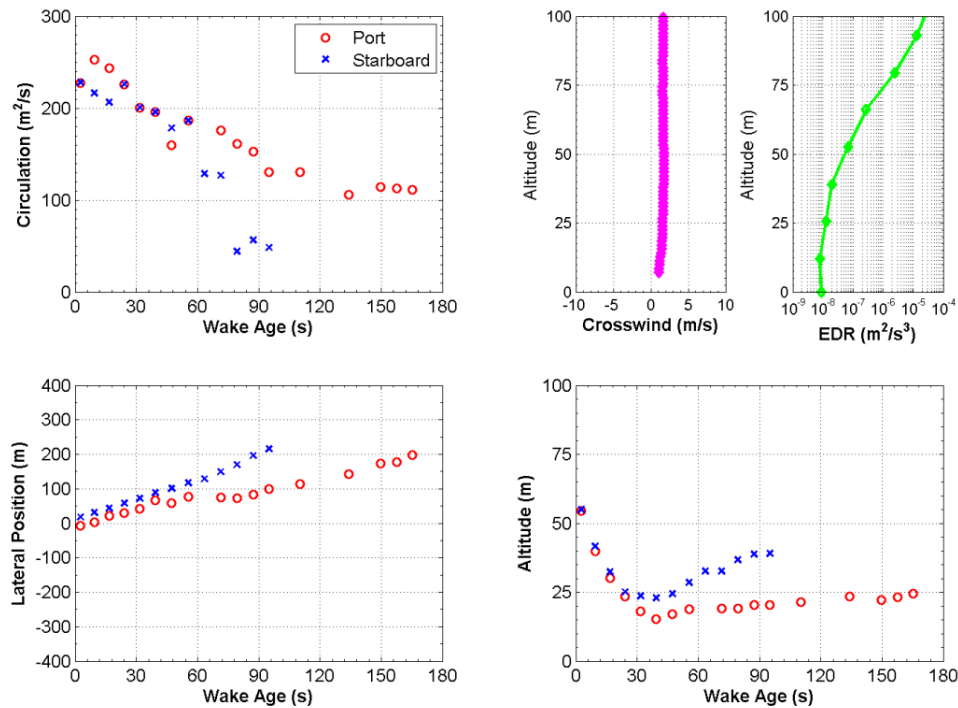 300
200
100
0
Circulation (m²/s)
Port
Starboard
0 30 60 90 120 150 180
Wake Age (s)
100
75
50
25
0
Altitude (m)
-10 -5 0 5 10
Crosswind (m/s)
100
75
50
25
0
Altitude (m)
10⁻⁹ 10⁻⁸ 10⁻⁷ 10⁻⁶ 10⁻⁵ 10⁻⁴
EDR (m²/s³)
400
300
200
100
0
-100
-200
-300
-400
Lateral Position (m)
0 30 60 90 120 150 180
Wake Age (s)
100
75
50
25
0
Altitude (m)
0 30 60 90 120 150 180
Wake Age (s)